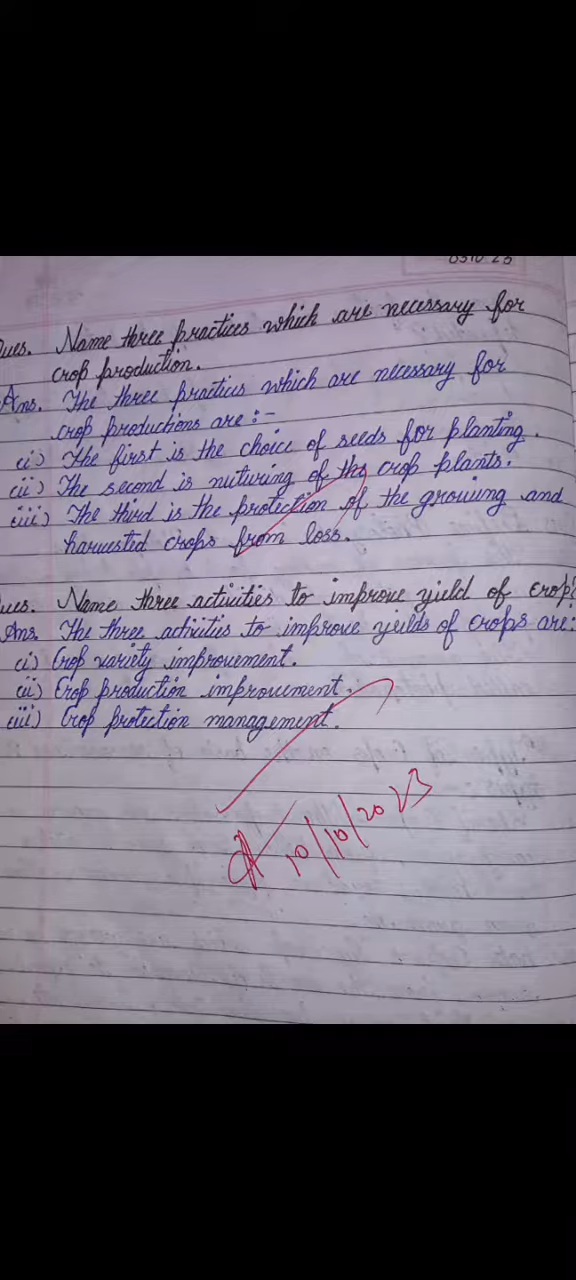 Ques. Name three practices which are necessary for
crop production.
Ans. The three practices which are necessary for
crop productions are :-
(i) The first is the choice of seeds for planting.
(ii) The second is nuturing of the crop plants.
(iii) The third is the protection of the growing and
harvested crops from loss.
Ques. Name three activities to improve yield of crop?
Ans. The three activities to improve yields of crops are:
(i) Crop variety improvement.
(ii) Crop production improvement.
(iii) Crop protection management.
10/10/2023